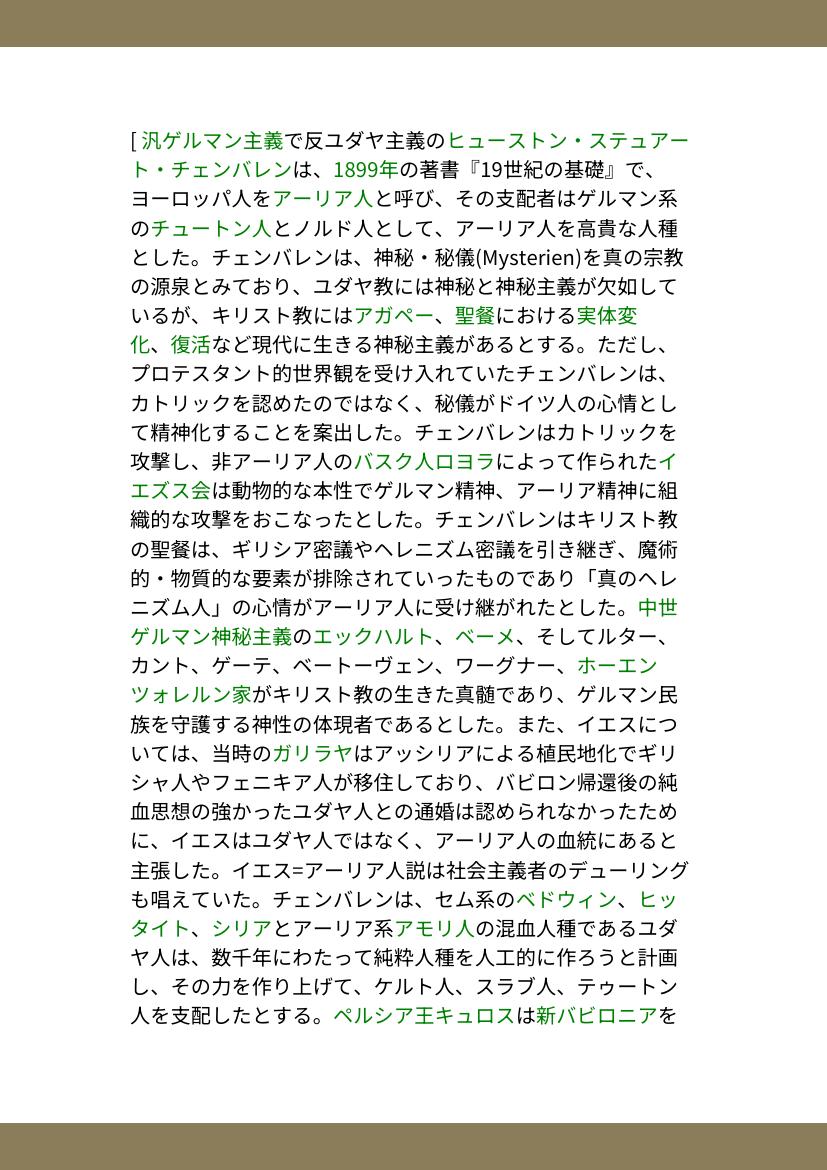 [ 汎ゲルマン主義で反ユダヤ主義のヒューストン・ステュアー
ト・チェンバレンは、1899年の著書『19世紀の基礎』で、
ヨーロッパ人をアーリア人と呼び、その支配者はゲルマン系
のチュートン人とノルド人として、アーリア人を高貴な人種
とした。チェンバレンは、神秘・秘儀(Mysterien)を真の宗教
の源泉とみており、ユダヤ教には神秘と神秘主義が欠如して
いるが、キリスト教にはアガペー、聖餐における実体変
化、復活など現代に生きる神秘主義があるとする。ただし、
プロテスタント的世界観を受け入れていたチェンバレンは、
カトリックを認めたのではなく、秘儀がドイツ人の心情とし
て精神化することを案出した。チェンバレンはカトリックを
攻撃し、非アーリア人のバスク人ロヨラによって作られたイ
エズス会は動物的な本性でゲルマン精神、アーリア精神に組
織的な攻撃をおこなったとした。チェンバレンはキリスト教
の聖餐は、ギリシア密議やヘレニズム密議を引き継ぎ、魔術
的・物質的な要素が排除されていったものであり「真のヘレ
ニズム人」の心情がアーリア人に受け継がれたとした。中世
ゲルマン神秘主義のエックハルト、ベーメ、そしてルター、
カント、ゲーテ、ベートーヴェン、ワーグナー、ホーエン
ツォレルン家がキリスト教の生きた真髄であり、ゲルマン民
族を守護する神性の体現者であるとした。また、イエスにつ
いては、当時のガリラヤはアッシリアによる植民地化でギリ
シャ人やフェニキア人が移住しており、バビロン帰還後の純
血思想の強かったユダヤ人との通婚は認められなかったため
に、イエスはユダヤ人ではなく、アーリア人の血統にあると
主張した。イエス=アーリア人説は社会主義者のデューリング
も唱えていた。チェンバレンは、セム系のベドウィン、ヒッ
タイト、シリアとアーリア系アモリ人の混血人種であるユダ
ヤ人は、数千年にわたって純粋人種を人工的に作ろうと計画
し、その力を作り上げて、ケルト人、スラブ人、テゥートン
人を支配したとする。ペルシア王キュロスは新バビロニアを